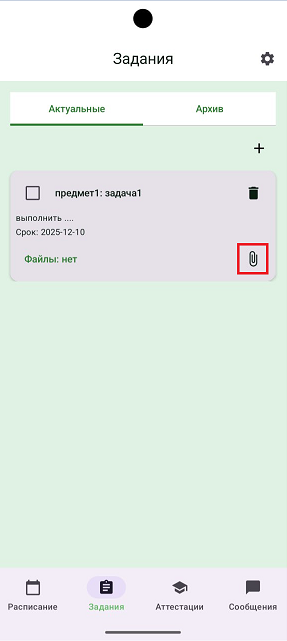 Задания
Актуальные
Архив
предмет1: задача1
выполнить ....
Срок: 2025-12-10
Файлы: нет
Расписание
Задания
Аттестации
Сообщения